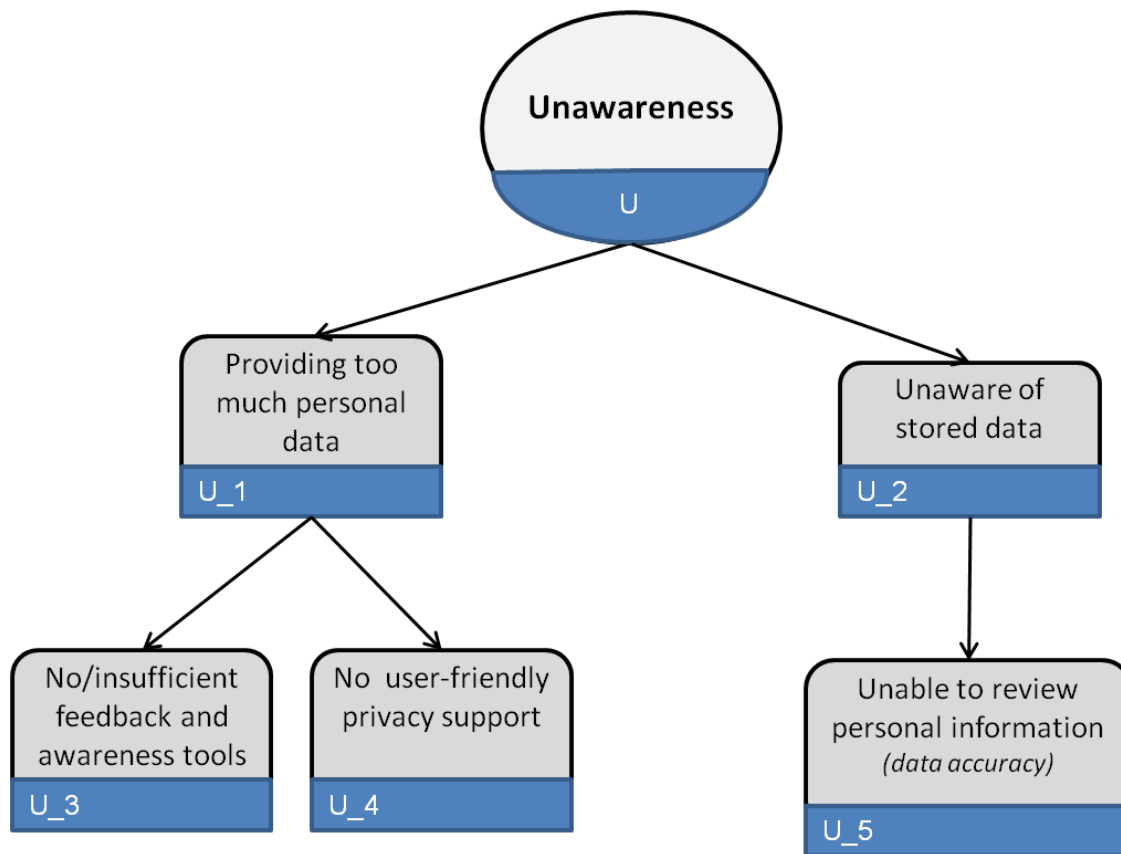 Unawareness
U
Providing too
much personal
data
U_1
Unaware of
stored data
U_2
No/insufficient
feedback and
awareness tools
U_3
No user-friendly
privacy support
U_4
Unable to review
personal information
(data accuracy)
U_5